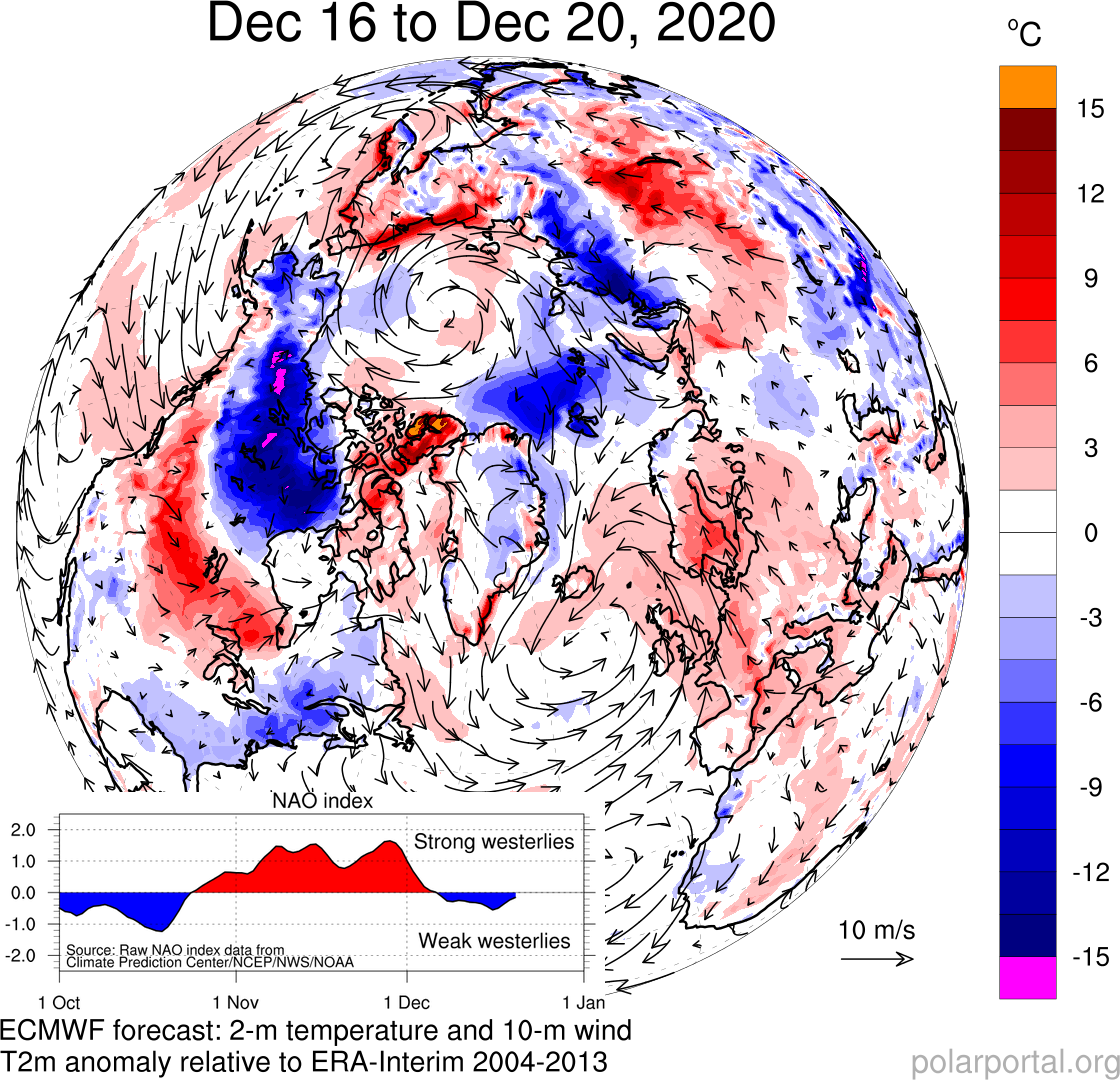 Dec 16 to Dec 20, 2020
°C
15
12
9
6
3
0
-3
-6
-9
-12
-15
10 m/s
NAO index
2.0
1.0
0.0
-1.0
-2.0
Strong westerlies
Weak westerlies
Source: Raw NAO index data from
Climate Prediction Center/NCEP/NWS/NOAA
1 Oct
1 Nov
1 Dec
1 Jan
ECMWF forecast: 2-m temperature and 10-m wind
T2m anomaly relative to ERA-Interim 2004-2013
polarportal.org